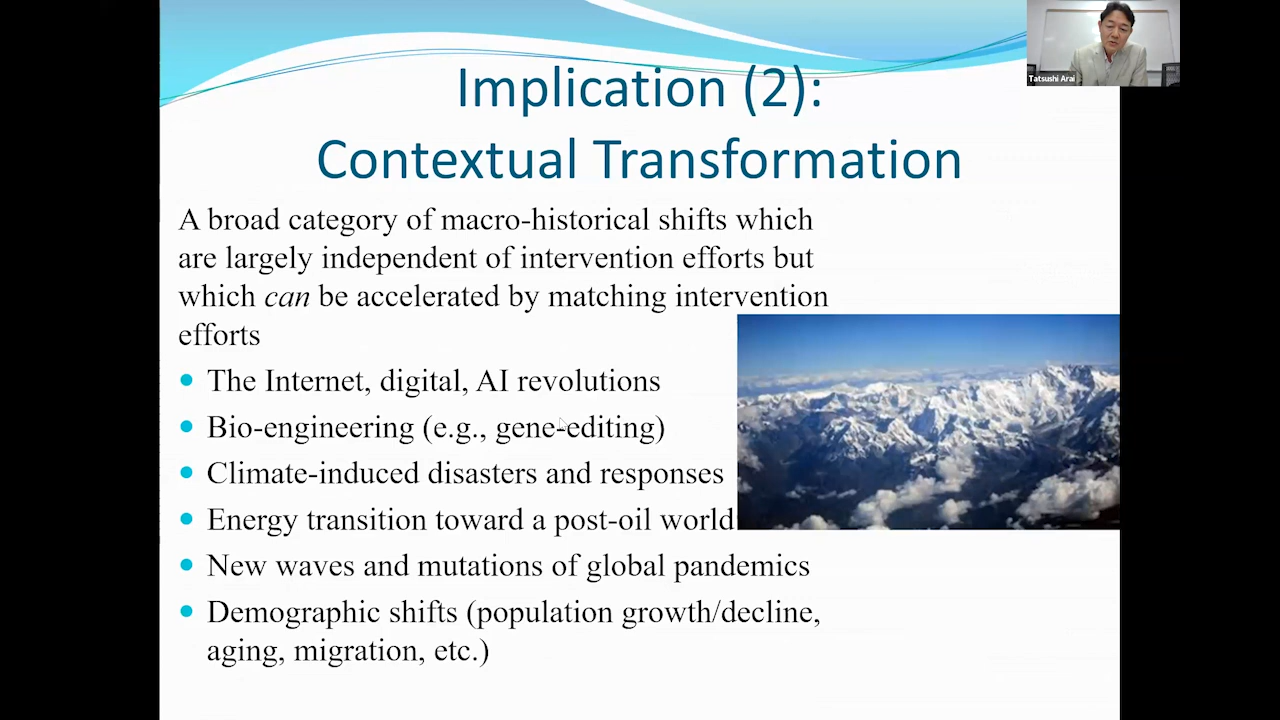 Tatsushi Arai
Implication (2):
Contextual Transformation
A broad category of macro-historical shifts which
are largely independent of intervention efforts but
which can be accelerated by matching intervention
efforts
• The Internet, digital, AI revolutions
• Bio-engineering (e.g., gene-editing)
• Climate-induced disasters and responses
• Energy transition toward a post-oil world
• New waves and mutations of global pandemics
• Demographic shifts (population growth/decline,
aging, migration, etc.)